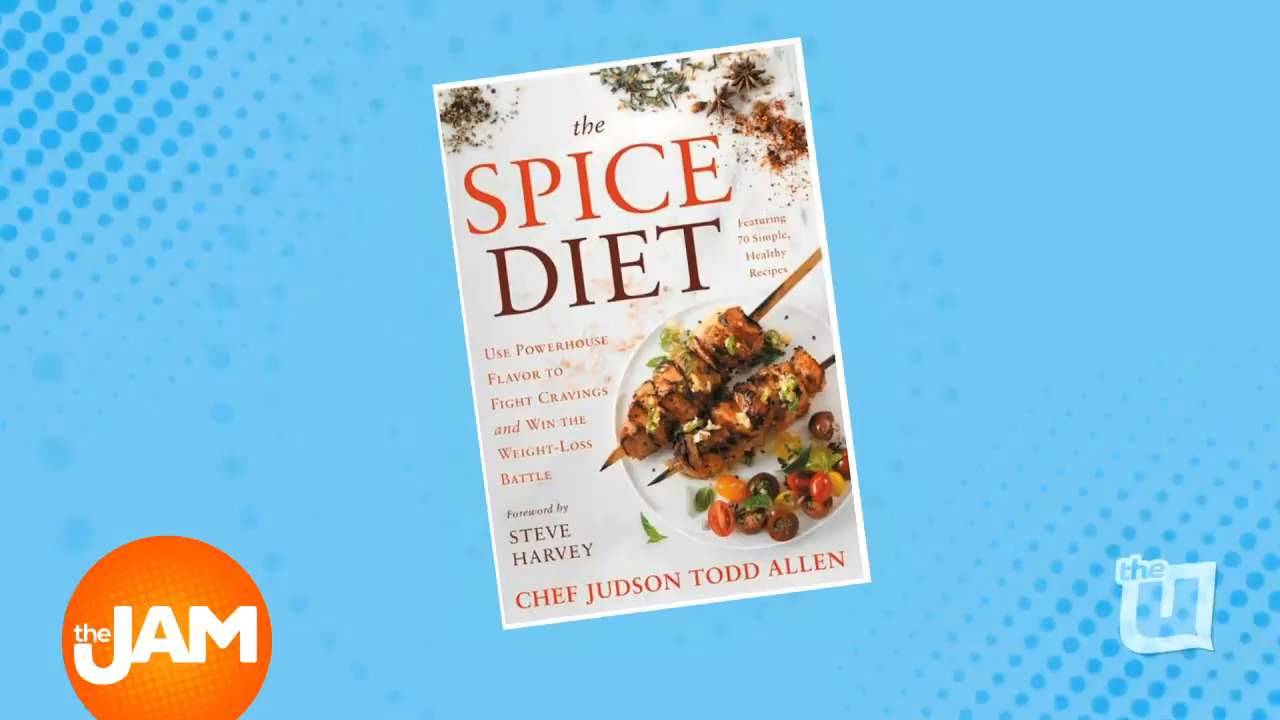 the
SPICE
DIET
Featuring
70 Simple,
Healthy
Recipes
USE POWERHOUSE
FLAVOR TO
FIGHT CRAVINGS
and WIN THE
WEIGHT-LOSS
BATTLE
Foreword by
STEVE
HARVEY
CHEF JUDSON TODD ALLEN
the JAM
the U